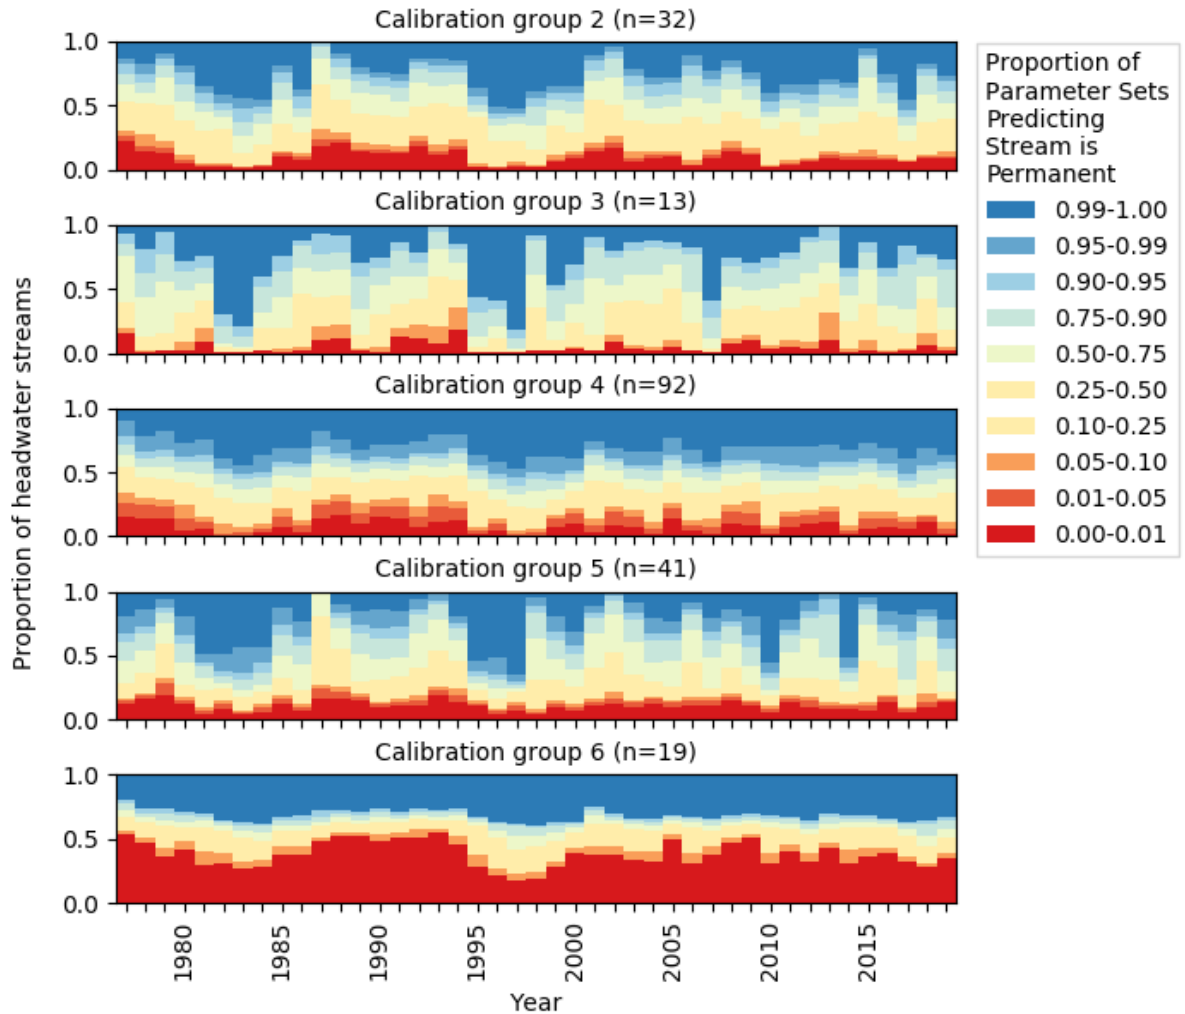 Calibration group 2 (n=32)
1.0
0.5
0.0
Calibration group 3 (n=13)
1.0
0.5
0.0
Calibration group 4 (n=92)
1.0
0.5
0.0
Calibration group 5 (n=41)
1.0
0.5
0.0
Calibration group 6 (n=19)
1.0
0.5
0.0
Proportion of headwater streams
1980
1985
1990
1995
2000
2005
2010
2015
Year
Proportion of
Parameter Sets
Predicting
Stream is
Permanent
0.99-1.00
0.95-0.99
0.90-0.95
0.75-0.90
0.50-0.75
0.25-0.50
0.10-0.25
0.05-0.10
0.01-0.05
0.00-0.01